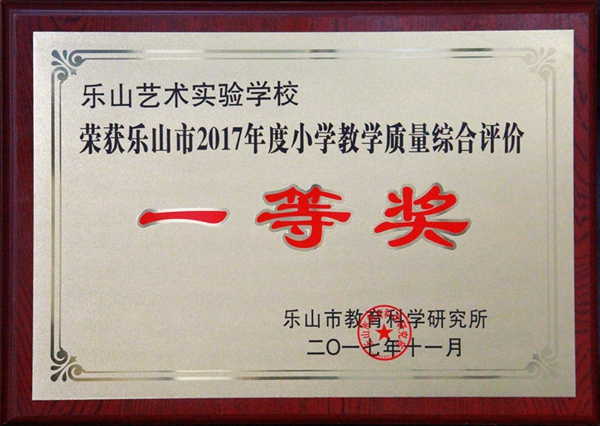 乐山艺术实验学校
荣获乐山市2017年度小学教学质量综合评价
一等奖
乐山市教育科学研究所
二〇一七年十一月